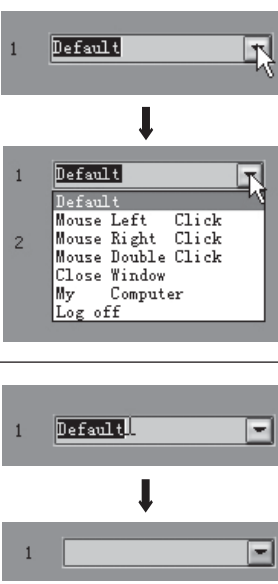 1 Default
1 Default
Default
Mouse Left Click
2 Mouse Right Click
Mouse Double Click
Close Window
My Computer
Log off
1 Default
1